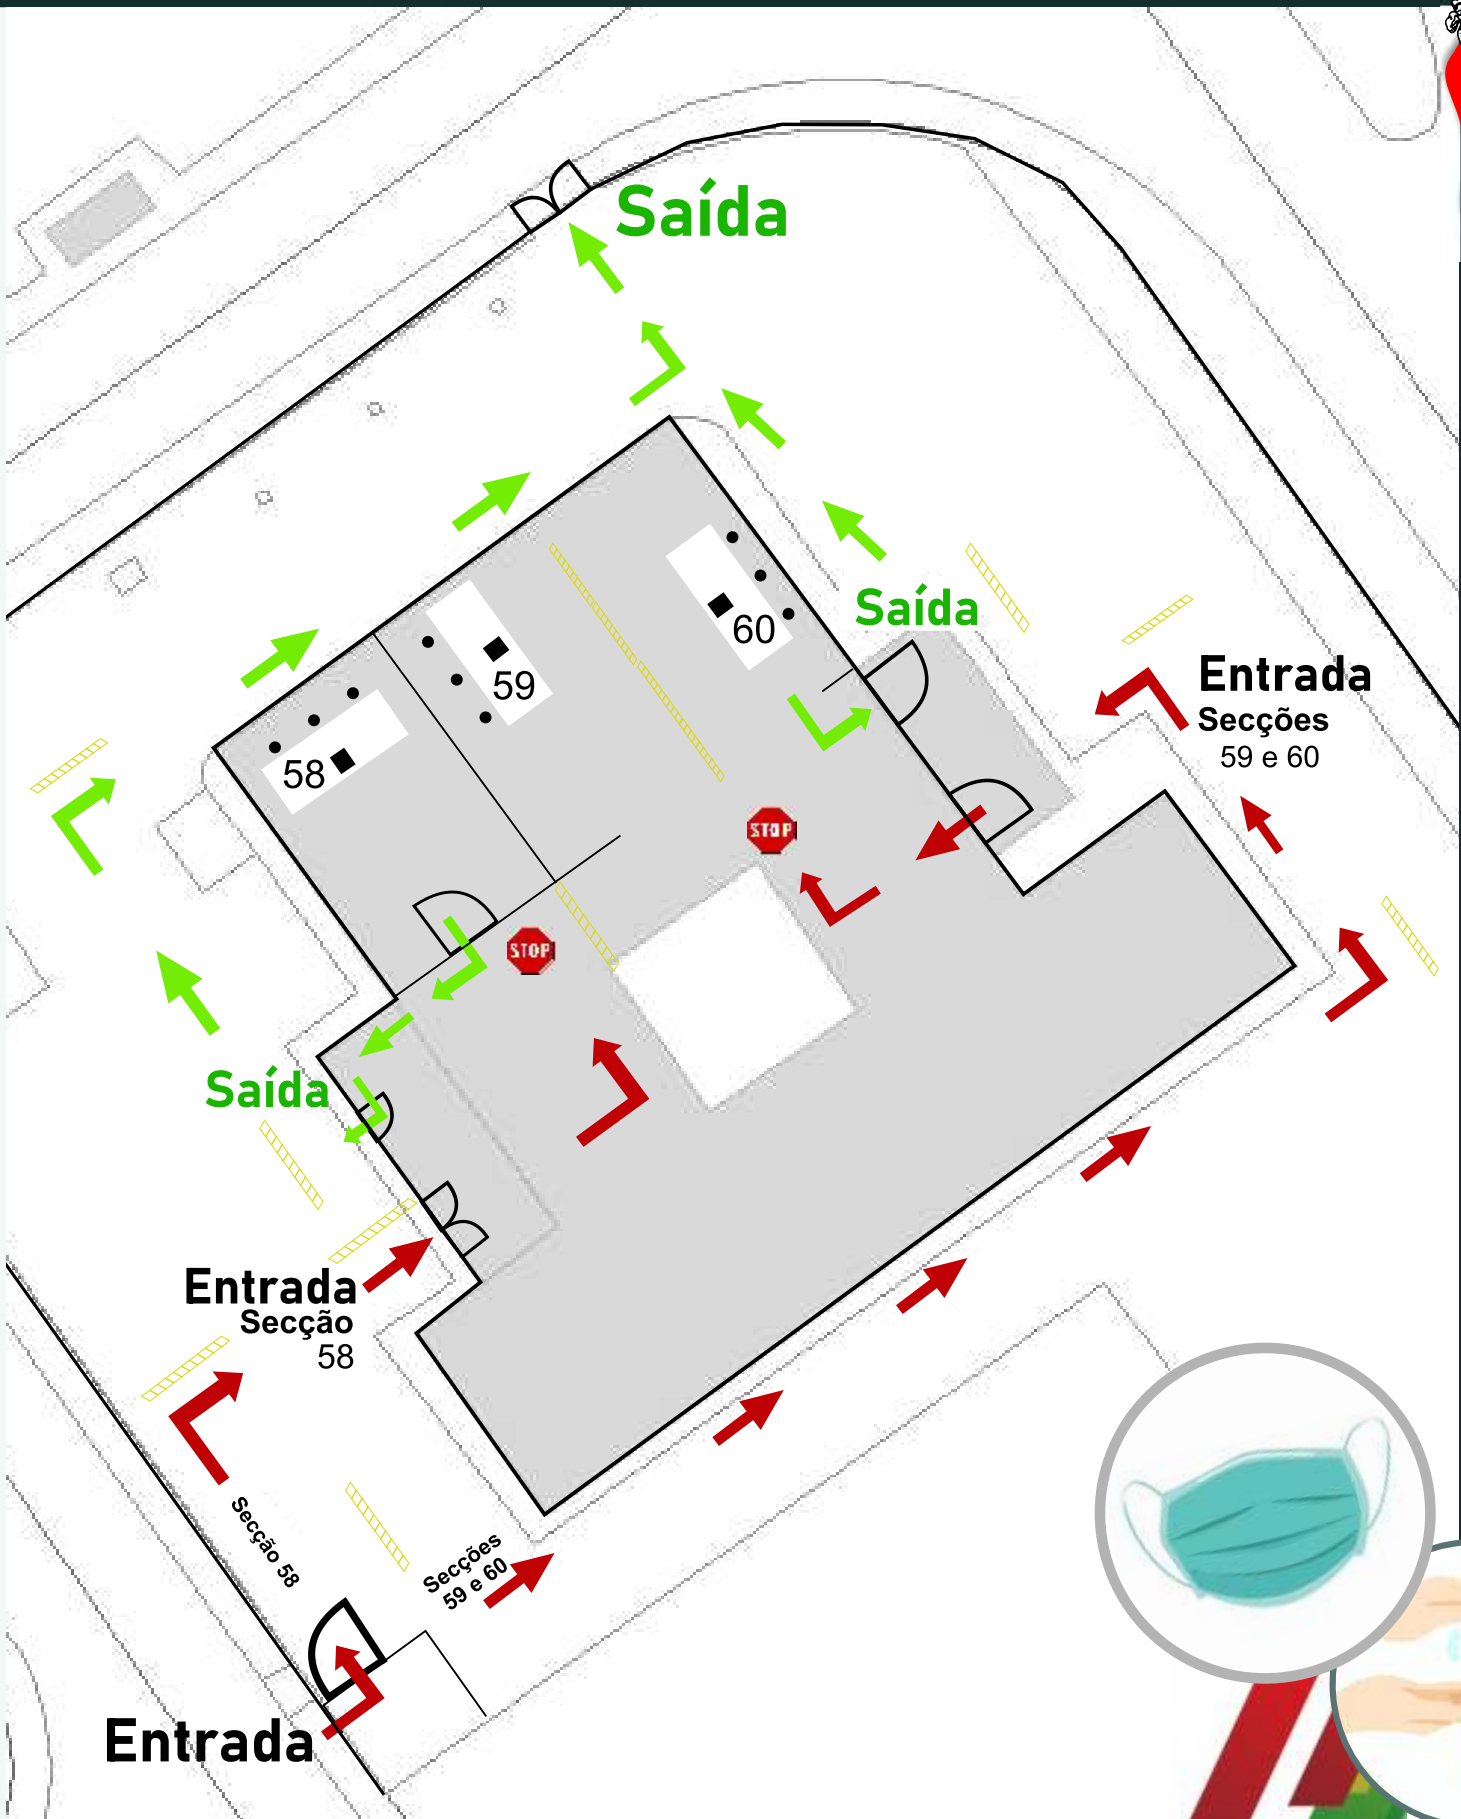 Saída
Saída
60
59
58
Entrada
Secções
59 e 60
STOP
STOP
Saída
Entrada
Secção
58
Secção 58
Secções
59 e 60
Entrada